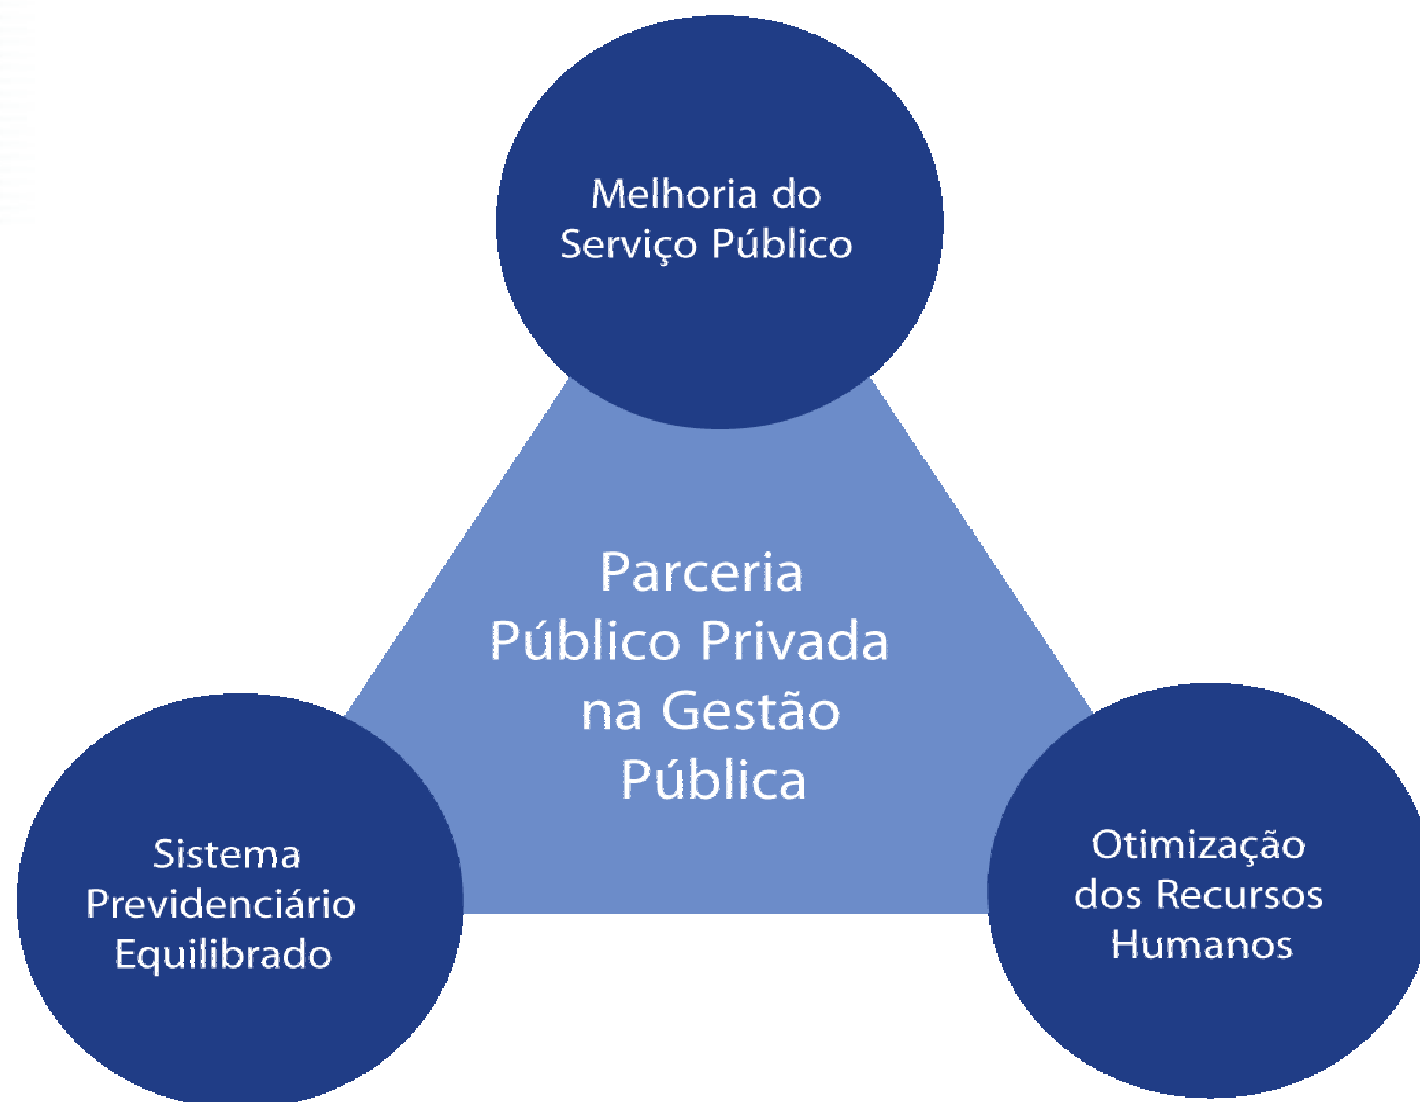 Melhoria do
Serviço Público
Parceria
Público Privada
na Gestão
Pública
Sistema
Previdenciário
Equilibrado
Otimização
dos Recursos
Humanos